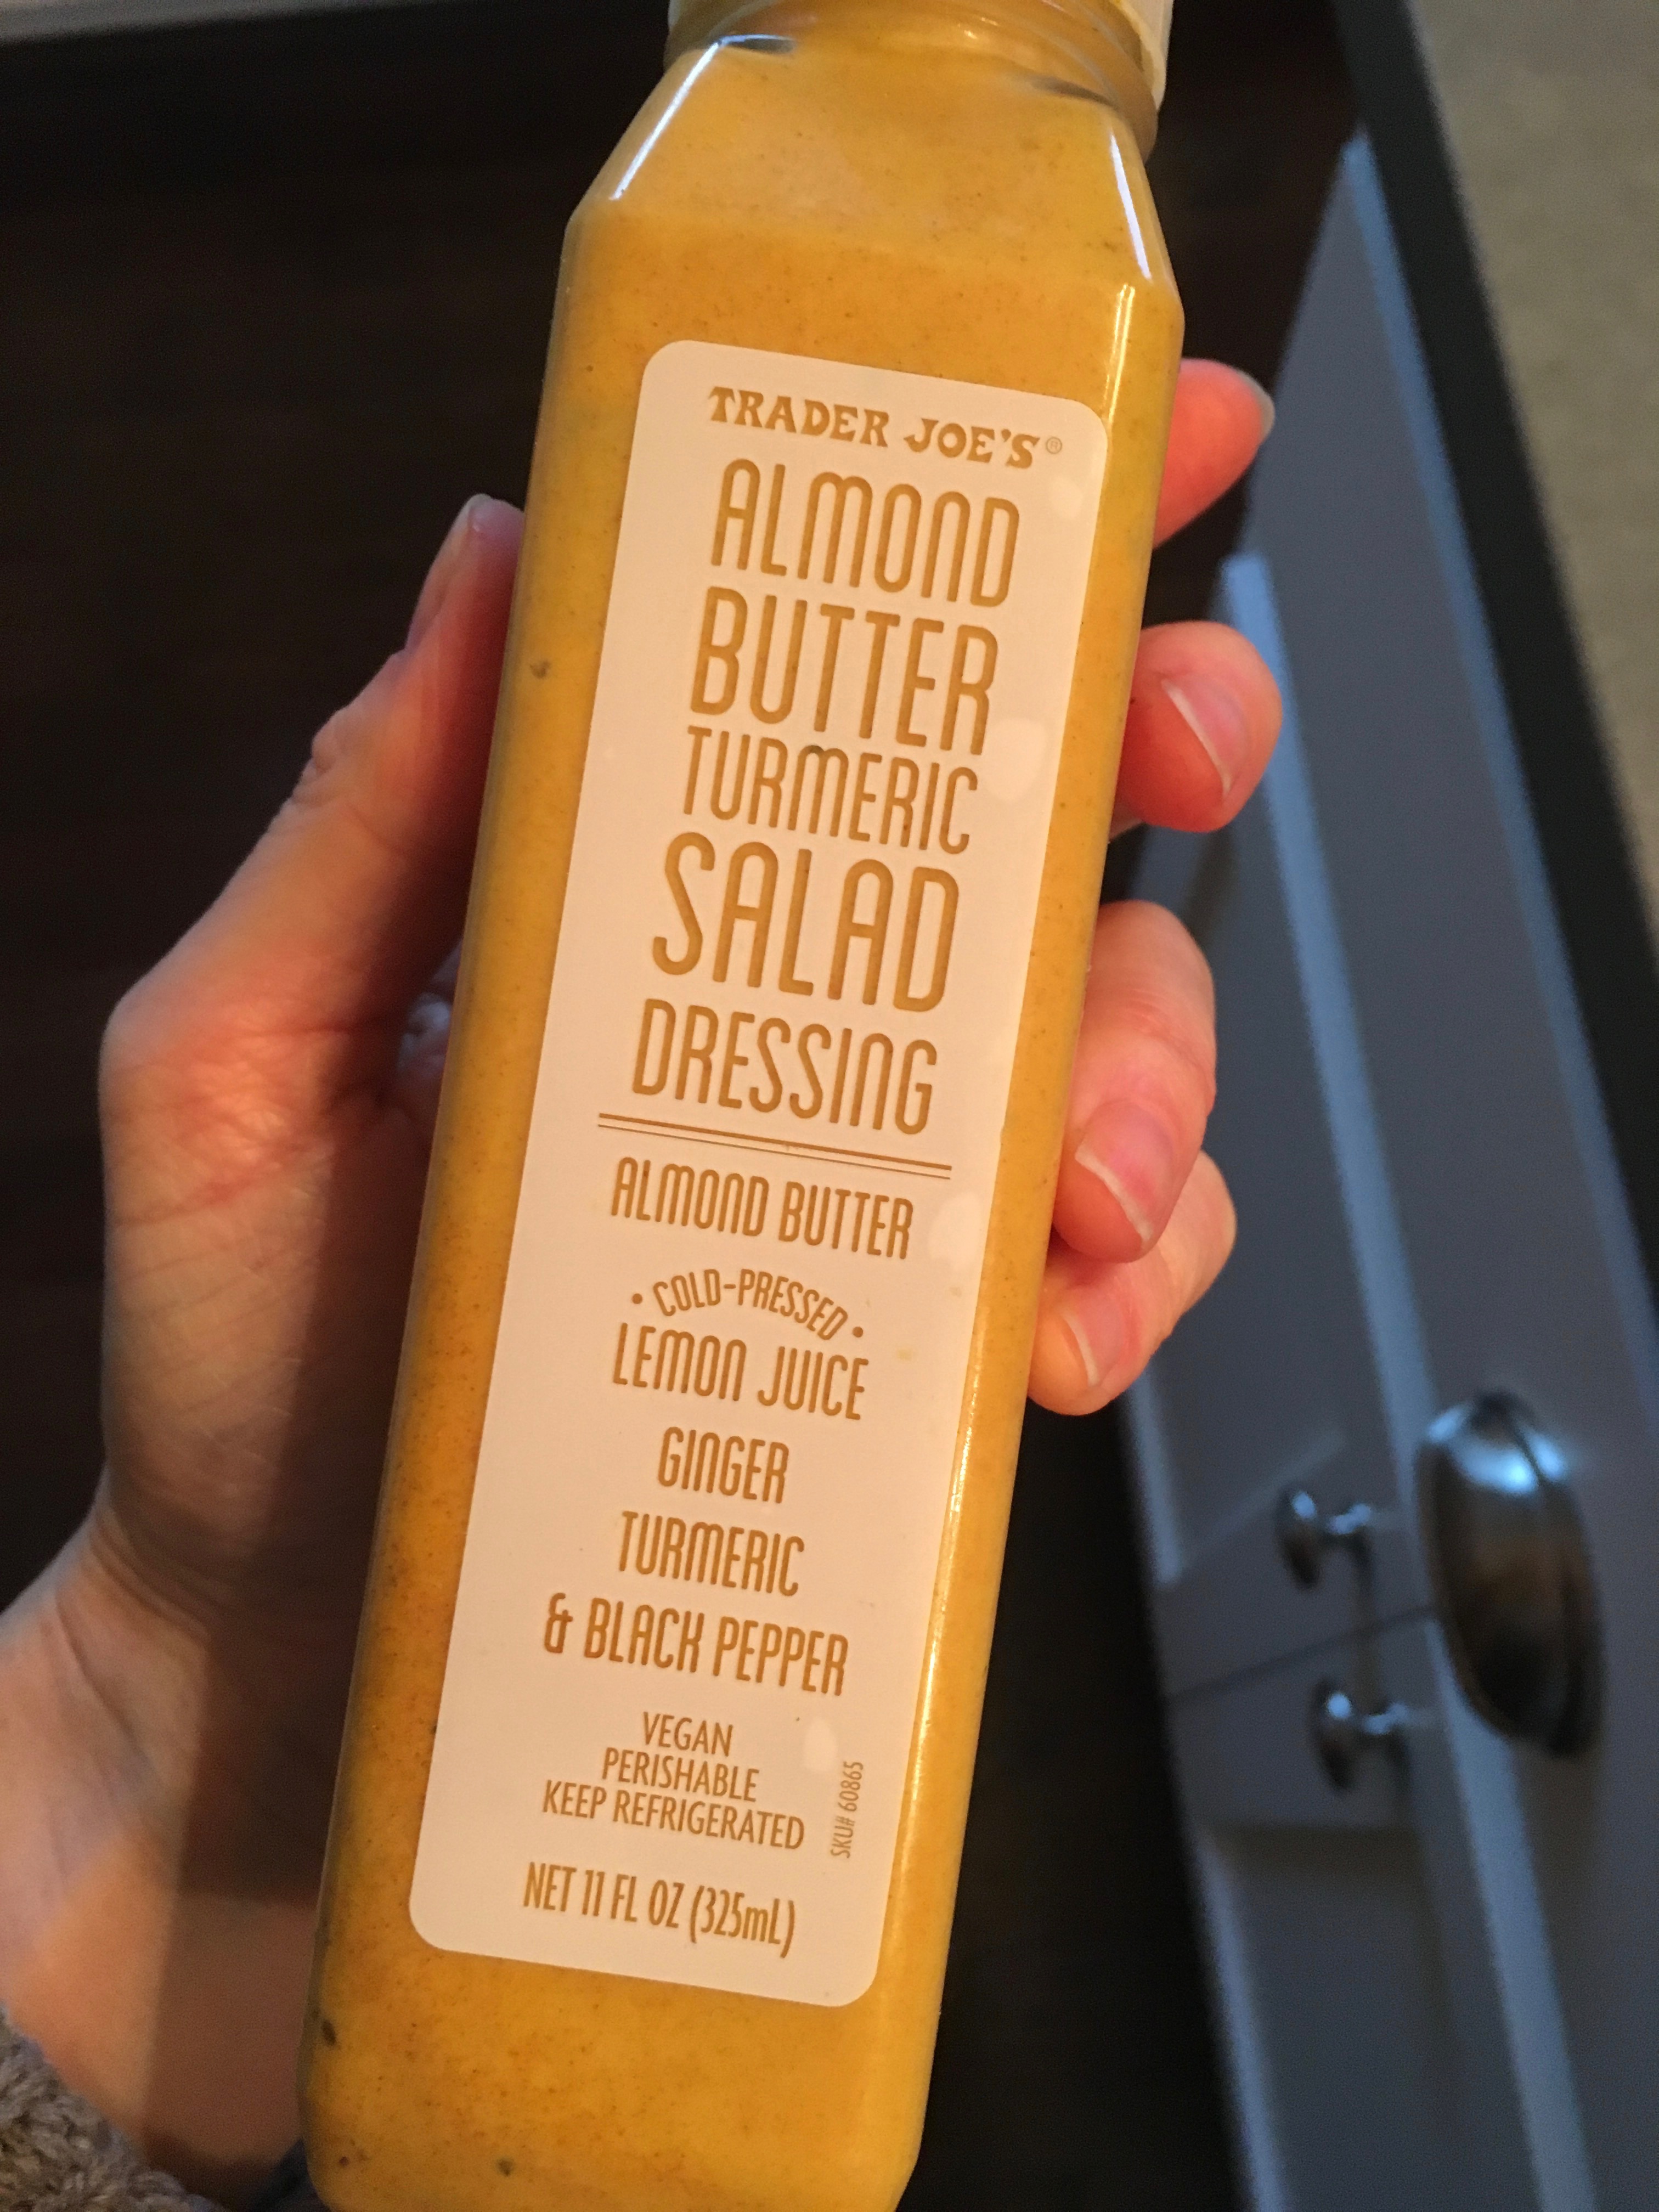 TRADER JOE'S®
ALMOND
BUTTER
TURMERIC
SALAD
DRESSING
ALMOND BUTTER
• COLD-PRESSED •
LEMON JUICE
GINGER
TURMERIC
& BLACK PEPPER
VEGAN
PERISHABLE
KEEP REFRIGERATED
SKU# 60865
NET 11 FL OZ (325mL)